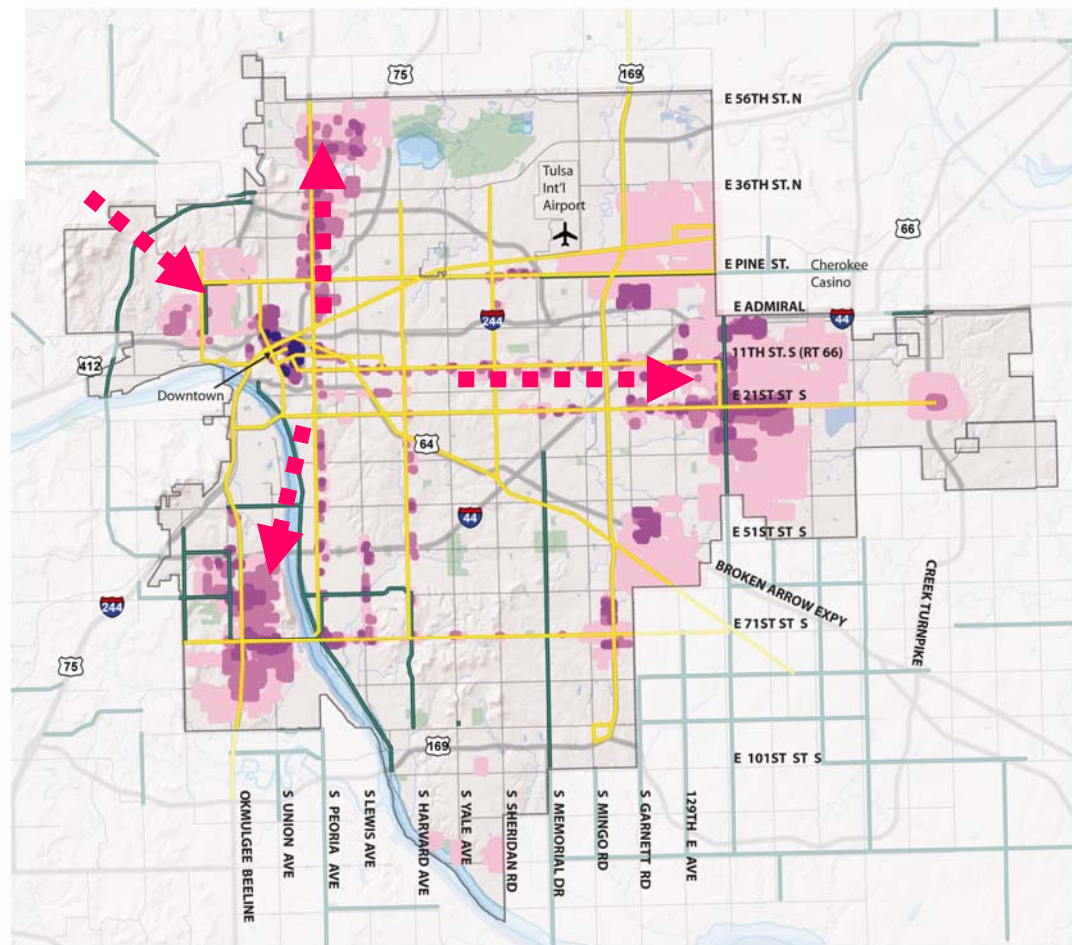 75
169
E 56TH ST. N
Tulsa
Int'l
Airport
E 36TH ST. N
66
E PINE ST.
Cherokee
Casino
E ADMIRAL
244
44
11TH ST. S (RT 66)
412
Downtown
E 21ST ST S
64
44
E 51ST ST S
BROKEN ARROW EXPY
CREEK TURNPIKE
244
E 71ST ST S
75
169
E 101ST ST S
OKMULGEE BEELINE
S UNION AVE
S PEORIA AVE
S LEWIS AVE
S HARVARD AVE
S YALE AVE
S SHERIDAN RD
S MEMORIAL DR
S MINGO RD
S GARNETT RD
129TH E AVE